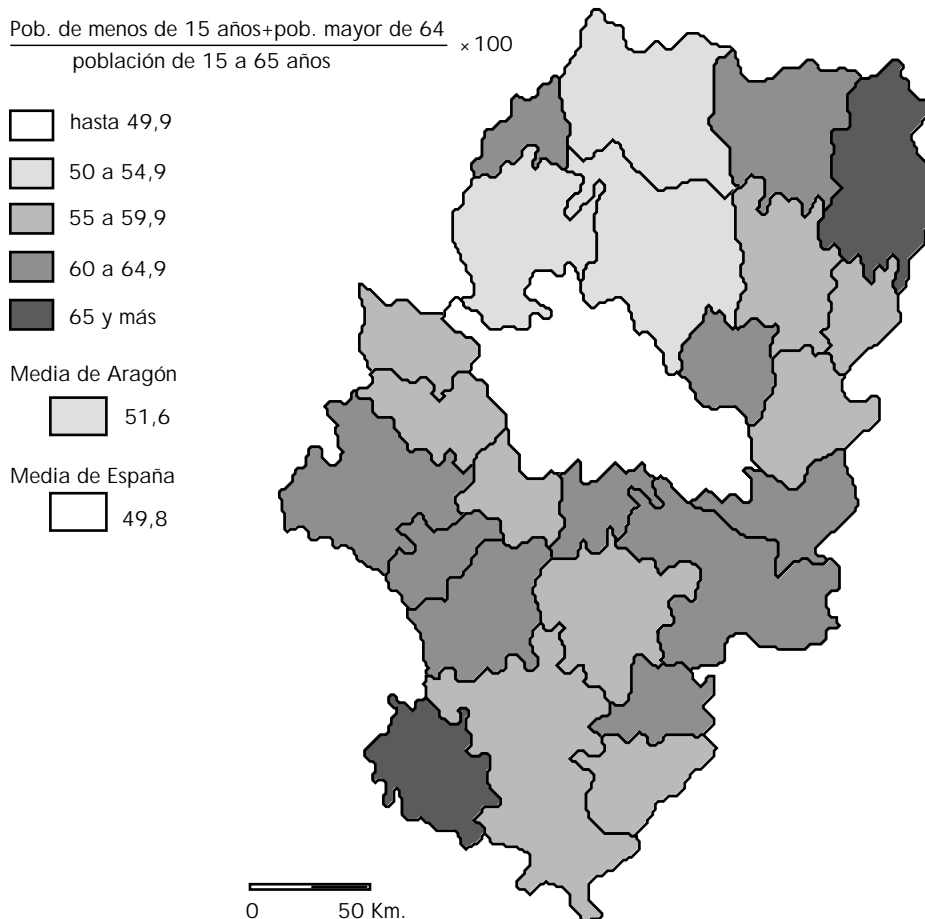 Pob. de menos de 15 años+pob. mayor de 64
población de 15 a 65 años
×100
hasta 49,9
50 a 54,9
55 a 59,9
60 a 64,9
65 y más
Media de Aragón
51,6
Media de España
49,8
0 50 Km.